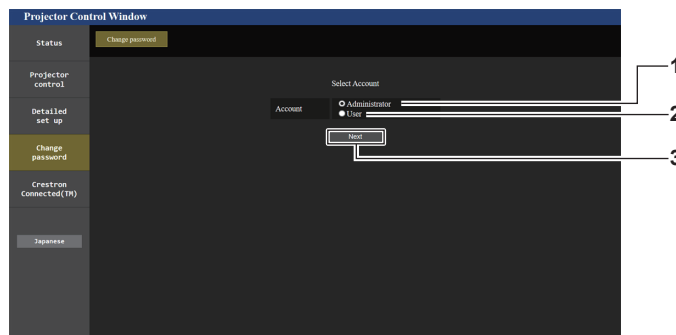 Projector Control Window
Status
Change password
Projector
control
Select Account
Account
Administrator
User
Next
Detailed
set up
Change
password
Crestron
Connected(TM)
Japanese
1
2
3